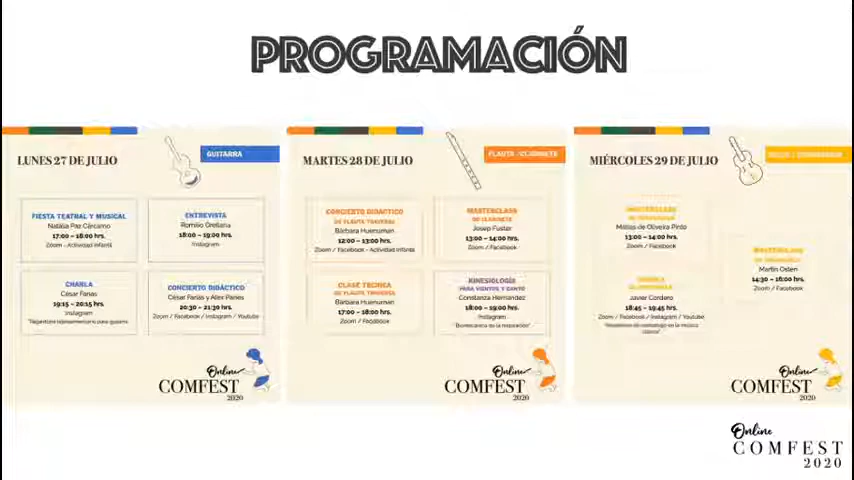 PROGRAMACIÓN
LUNES 27 DE JULIO
GUITARRA
FIESTA TEATRAL Y MUSICAL
Natalia Paz Cárcamo
17:00 – 18:00 hrs.
Zoom - Actividad Infantil
ENTREVISTA
Romilio Orellana
18:00 – 19:00 hrs.
Instagram
CHARLA
César Farías
19:15 – 20:15 hrs.
Instagram
CONCIERTO DIDÁCTICO
César Farías y Alex Panes
20:30 – 21:30 hrs.
Zoom / Facebook / Instagram / Youtube
Online
COMFEST
2020
MARTES 28 DE JULIO
FLAUTA / CLARINETE
CONCIERTO DIDÁCTICO
DE FLAUTA TRAVERSA
Bárbara Huenuman
12:00 – 13:00 hrs.
Zoom / Facebook - Actividad Infantil
MASTERCLASS
DE CLARINETE
Josep Fuster
13:00 – 14:00 hrs.
Zoom / Facebook
CLASE TÉCNICA
DE FLAUTA TRAVERSA
Bárbara Huenuman
17:00 – 18:00 hrs.
Zoom / Facebook
KINESIOLOGÍA
PARA VIENTOS Y CANTO
Constanza Hernández
18:00 – 19:00 hrs.
Instagram
"Biomecánica de la respiración"
Online
COMFEST
2020
MIÉRCOLES 29 DE JULIO
MASTERCLASS
Matias de Oliveira Pinto
13:00 – 14:00 hrs.
Zoom / Facebook
MASTERCLASS
Martin Osten
14:30 – 16:00 hrs.
Zoom / Facebook
Javier Cordero
18:45 – 19:45 hrs.
Zoom / Facebook / Instagram / Youtube
Online
COMFEST
2020
Online
COMFEST
2020